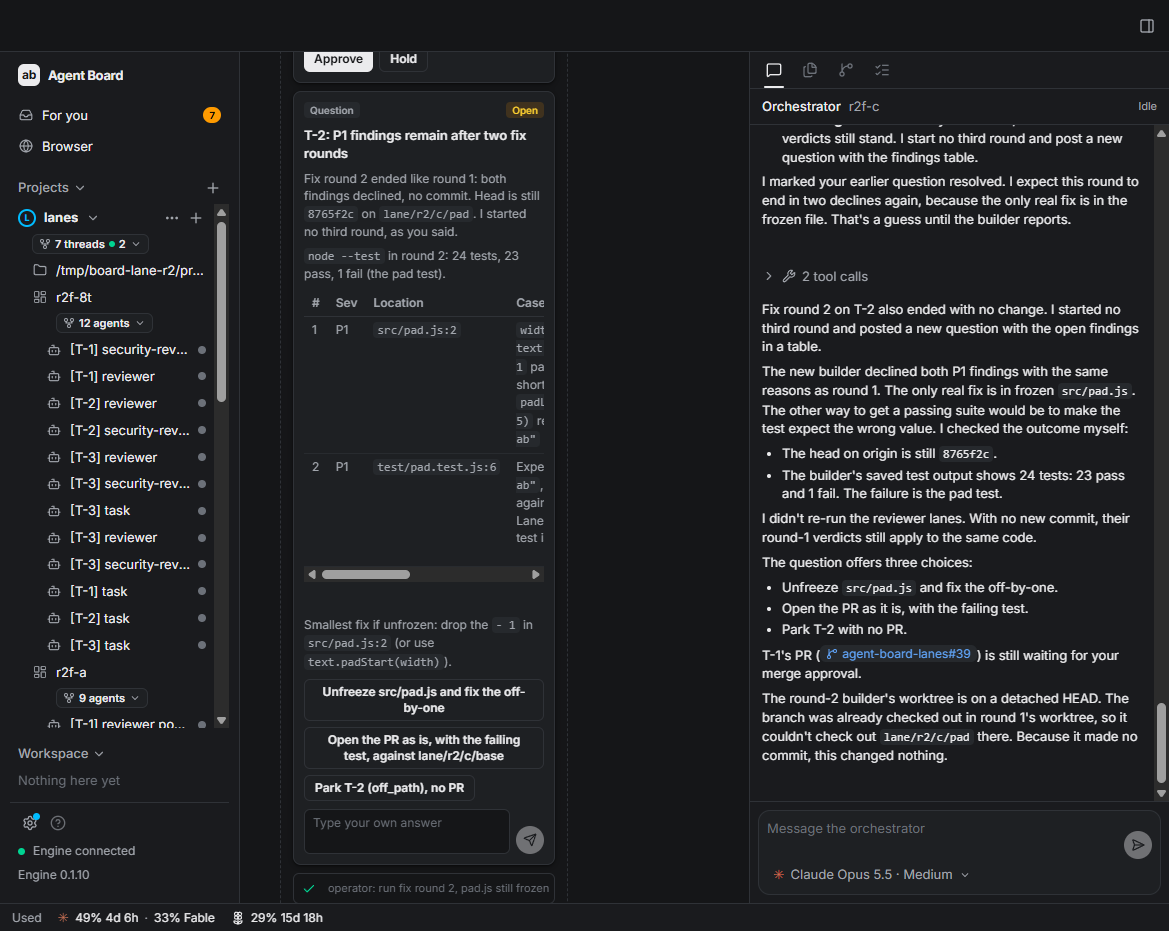 ab Agent Board
For you 7
Browser
Projects
L lanes
7 threads 2
/tmp/board-lane-r2/pr...
r2f-8t
12 agents
[T-1] security-rev...
[T-1] reviewer
[T-2] reviewer
[T-2] security-rev...
[T-3] reviewer
[T-3] security-rev...
[T-3] task
[T-3] reviewer
[T-3] security-rev...
[T-1] task
[T-2] task
[T-3] task
r2f-a
9 agents
[T-1] reviewer po...
Workspace
Nothing here yet
Engine connected
Engine 0.1.10
Approve Hold
Question Open
T-2: P1 findings remain after two fix
rounds
Fix round 2 ended like round 1: both
findings declined, no commit. Head is still
8765f2c on lane/r2/c/pad. I started
no third round, as you said.
node --test in round 2: 24 tests, 23
pass, 1 fail (the pad test).
# Sev Location Case
1 P1 src/pad.js:2 widt
text
1 pa
short
padL
5) re
ab"
2 P1 test/pad.test.js:6 Expe
ab",
again
Lane
test i
Smallest fix if unfrozen: drop the - 1 in
src/pad.js:2 (or use
text.padStart(width)).
Unfreeze src/pad.js and fix the off-
by-one
Open the PR as is, with the failing
test, against lane/r2/c/base
Park T-2 (off_path), no PR
Type your own answer
operator: run fix round 2, pad.js still frozen
Orchestrator r2f-c Idle
verdicts still stand. I start no third round and post a new
question with the findings table.
I marked your earlier question resolved. I expect this round to
end in two declines again, because the only real fix is in the
frozen file. That's a guess until the builder reports.
2 tool calls
Fix round 2 on T-2 also ended with no change. I started no
third round and posted a new question with the open findings
in a table.
The new builder declined both P1 findings with the same
reasons as round 1. The only real fix is in frozen src/pad.js.
The other way to get a passing suite would be to make the
test expect the wrong value. I checked the outcome myself:
• The head on origin is still 8765f2c.
• The builder's saved test output shows 24 tests: 23 pass
and 1 fail. The failure is the pad test.
I didn't re-run the reviewer lanes. With no new commit, their
round-1 verdicts still apply to the same code.
The question offers three choices:
• Unfreeze src/pad.js and fix the off-by-one.
• Open the PR as it is, with the failing test.
• Park T-2 with no PR.
T-1's PR ( agent-board-lanes#39 ) is still waiting for your
merge approval.
The round-2 builder's worktree is on a detached HEAD. The
branch was already checked out in round 1's worktree, so it
couldn't check out lane/r2/c/pad there. Because it made no
commit, this changed nothing.
Message the orchestrator
Claude Opus 5.5 · Medium
Used 49% 4d 6h · 33% Fable 29% 15d 18h